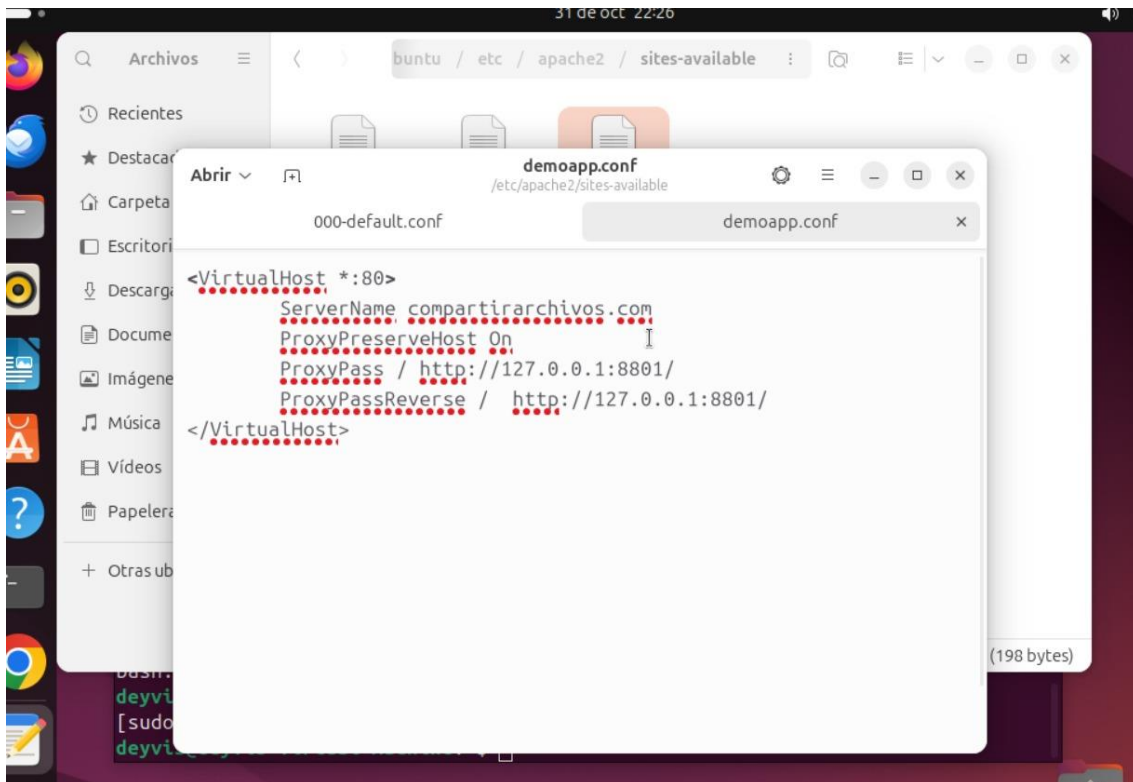 31 de oct 22:26
Archivos
buntu / etc / apache2 / sites-available
Recientes
Destacad
Carpeta
Escritori
Descarga
Docume
Imágene
Música
Vídeos
Papelera
+ Otras ub
Abrir
demoapp.conf
/etc/apache2/sites-available
000-default.conf
demoapp.conf
<VirtualHost *:80>
ServerName compartirarchivos.com
ProxyPreserveHost On
ProxyPass / http://127.0.0.1:8801/
ProxyPassReverse / http://127.0.0.1:8801/
</VirtualHost>
(198 bytes)
deyvi
[sudo